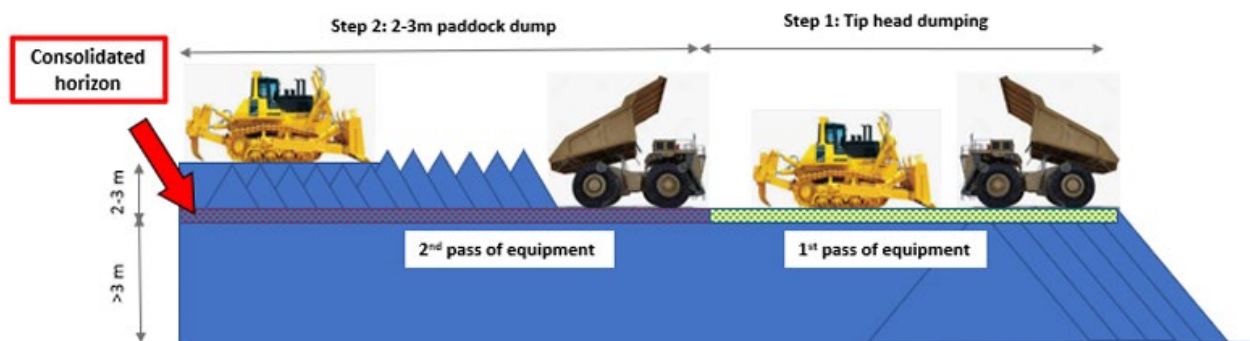 Step 2: 2-3m paddock dump
Step 1: Tip head dumping
Consolidated
horizon
2-3 m
>3 m
2nd pass of equipment
1st pass of equipment